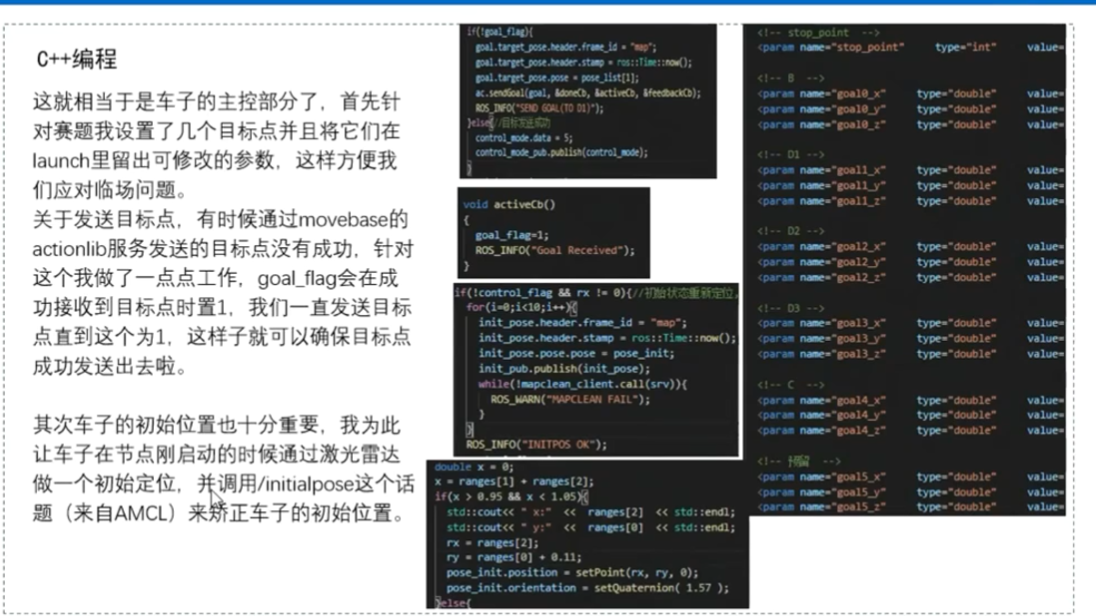 C++编程
这就相当于是车子的主控部分了，首先针
对赛题我设置了几个目标点并且将它们在
launch里留出可修改的参数，这样方便我
们应对临场问题。
关于发送目标点，有时候通过movebase的
actionlib服务发送的目标点没有成功，针对
这个我做了一点点工作，goal_flag会在成
功接收到目标点时置1，我们一直发送目标
点直到这个为1，这样子就可以确保目标点
成功发送出去啦。
其次车子的初始位置也十分重要，我为此
让车子在节点刚启动的时候通过激光雷达
做一个初始定位，并调用/initialpose这个话
题（来自AMCL）来矫正车子的初始位置。
if(!goal_flag){
goal.target_pose.header.frame_id = "map";
goal.target_pose.header.stamp = ros::Time::now();
goal.target_pose.pose = pose_list[1];
ac.sendGoal(goal, &doneCb, &activeCb, &feedbackCb);
ROS_INFO("SEND GOAL(TO D1)");
}else{//目标发送成功
control_mode.data = 5;
control_mode_pub.publish(control_mode);
}
void activeCb()
{
goal_flag=1;
ROS_INFO("Goal Received");
}
if(!control_flag && rx != 0){//初始状态重新定位,
for(i=0;i<10;i++){
init_pose.header.frame_id = "map";
init_pose.header.stamp = ros::Time::now();
init_pose.pose.pose = pose_init;
init_pub.publish(init_pose);
while(!mapclean_client.call(srv)){
ROS_WARN("MAPCLEAN FAIL");
}
}
ROS_INFO("INITPOS OK");
double x = 0;
x = ranges[1] + ranges[2];
if(x > 0.95 && x < 1.05){
std::cout<< " x:" << ranges[2] << std::endl;
std::cout<< " y:" << ranges[0] << std::endl;
rx = ranges[2];
ry = ranges[0] + 0.11;
pose_init.position = setPoint(rx, ry, 0);
pose_init.orientation = setQuaternion( 1.57 );
}else{
<!-- stop_point -->
<param name="stop_point" type="int" value=
<!-- B -->
<param name="goal0_x" type="double" value=
<param name="goal0_y" type="double" value=
<param name="goal0_z" type="double" value=
<!-- D1 -->
<param name="goal1_x" type="double" value=
<param name="goal1_y" type="double" value=
<param name="goal1_z" type="double" value=
<!-- D2 -->
<param name="goal2_x" type="double" value=
<param name="goal2_y" type="double" value=
<param name="goal2_z" type="double" value=
<!-- D3 -->
<param name="goal3_x" type="double" value=
<param name="goal3_y" type="double" value=
<param name="goal3_z" type="double" value=
<!-- C -->
<param name="goal4_x" type="double" value=
<param name="goal4_y" type="double" value=
<param name="goal4_z" type="double" value=
<!-- 预留 -->
<param name="goal5_x" type="double" value=
<param name="goal5_y" type="double" value=
<param name="goal5_z" type="double" value=